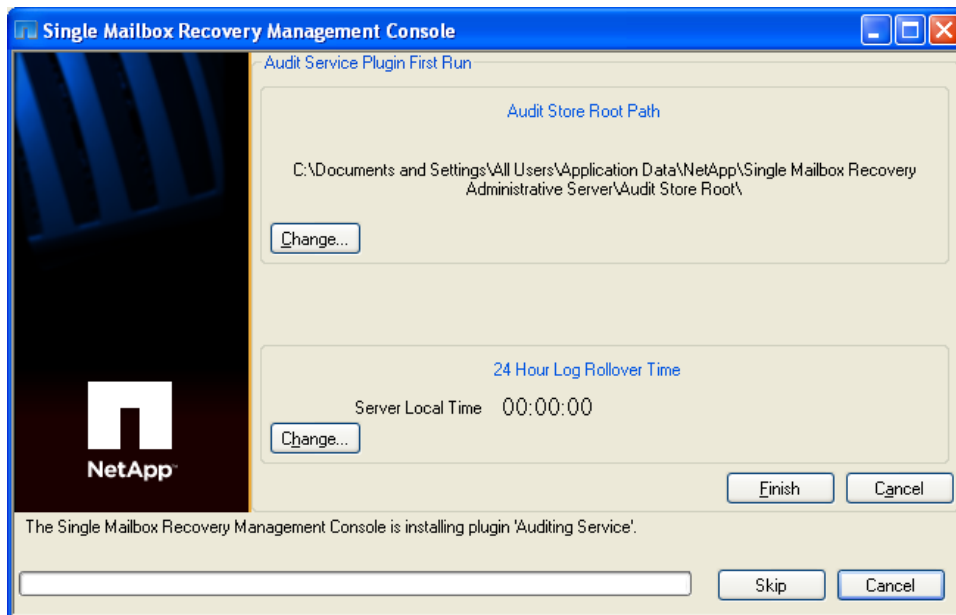 Single Mailbox Recovery Management Console
Audit Service Plugin First Run
Audit Store Root Path
C:\Documents and Settings\All Users\Application Data\NetApp\Single Mailbox Recovery
Administrative Server\Audit Store Root\
Change...
24 Hour Log Rollover Time
Server Local Time 00:00:00
Change...
NetApp™
Finish Cancel
The Single Mailbox Recovery Management Console is installing plugin 'Auditing Service'.
Skip Cancel